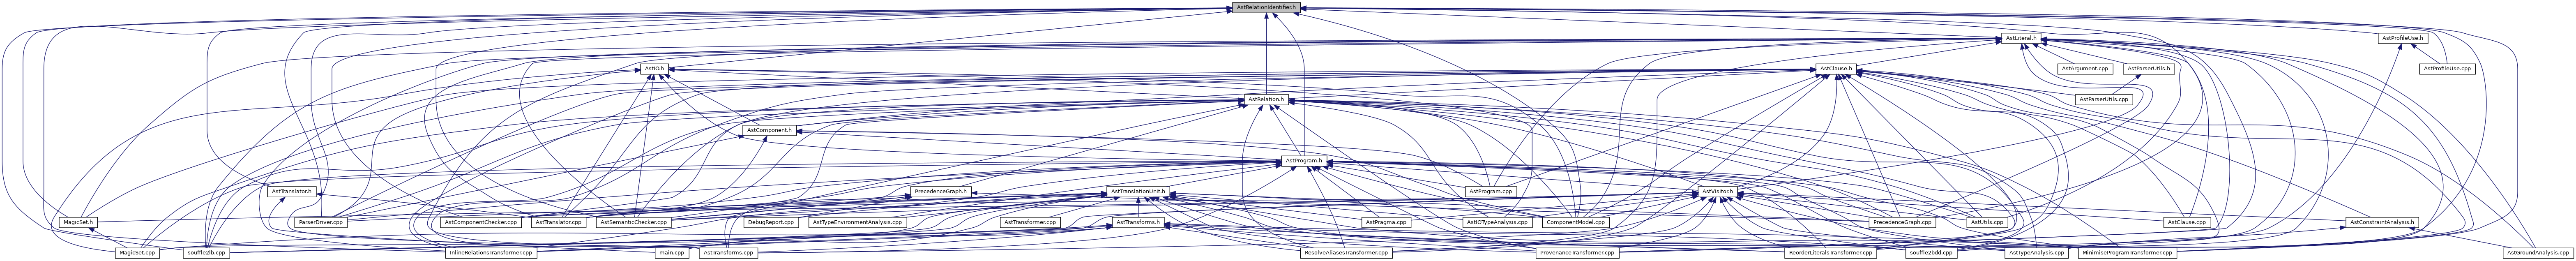 AstRelationIdentifier.h
AstLiteral.h
AstProfileUse.h
AstIO.h
AstClause.h
AstArgument.cpp
AstParserUtils.h
AstProfileUse.cpp
AstRelation.h
AstParserUtils.cpp
AstComponent.h
AstProgram.h
AstTranslator.h
PrecedenceGraph.h
AstTranslationUnit.h
AstProgram.cpp
AstVisitor.h
MagicSet.h
ParserDriver.cpp
AstComponentChecker.cpp
AstTranslator.cpp
AstSemanticChecker.cpp
DebugReport.cpp
AstTypeEnvironmentAnalysis.cpp
AstTransformer.cpp
AstTransforms.h
AstPragma.cpp
AstIOTypeAnalysis.cpp
ComponentModel.cpp
PrecedenceGraph.cpp
AstUtils.cpp
AstClause.cpp
AstConstraintAnalysis.h
MagicSet.cpp
souffle2lb.cpp
InlineRelationsTransformer.cpp
main.cpp
AstTransforms.cpp
ResolveAliasesTransformer.cpp
ProvenanceTransformer.cpp
ReorderLiteralsTransformer.cpp
souffle2bdd.cpp
AstTypeAnalysis.cpp
MinimiseProgramTransformer.cpp
AstGroundAnalysis.cpp